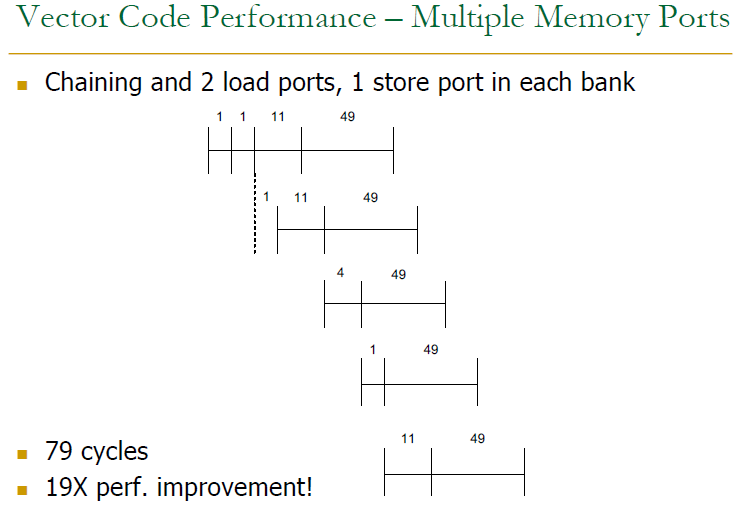 Vector Code Performance – Multiple Memory Ports
Chaining and 2 load ports, 1 store port in each bank
1 1 11 49
1 11 49
4 49
1 49
11 49
79 cycles
19X perf. improvement!